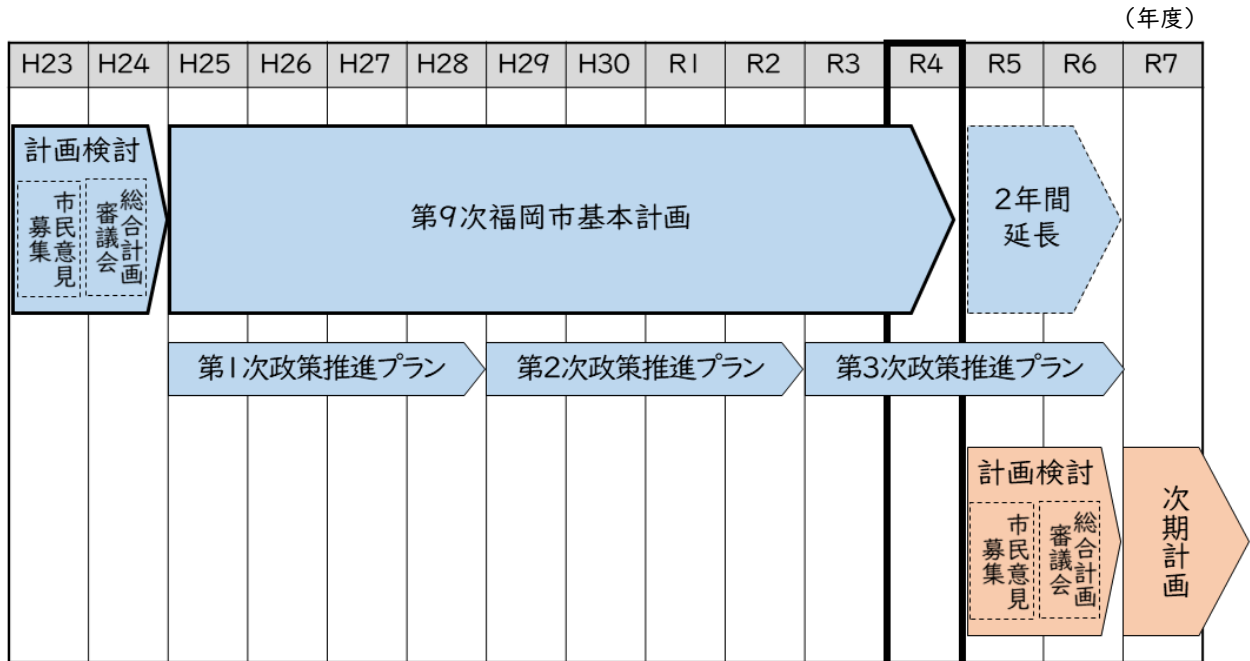 （年度）
H23 H24 H25 H26 H27 H28 H29 H30 R1 R2 R3 R4 R5 R6 R7
計画検討
市民意見
募集
総合計画
審議会
第9次福岡市基本計画
2年間
延長
第1次政策推進プラン
第2次政策推進プラン
第3次政策推進プラン
計画検討
市民意見
募集
総合計画
審議会
次期計画